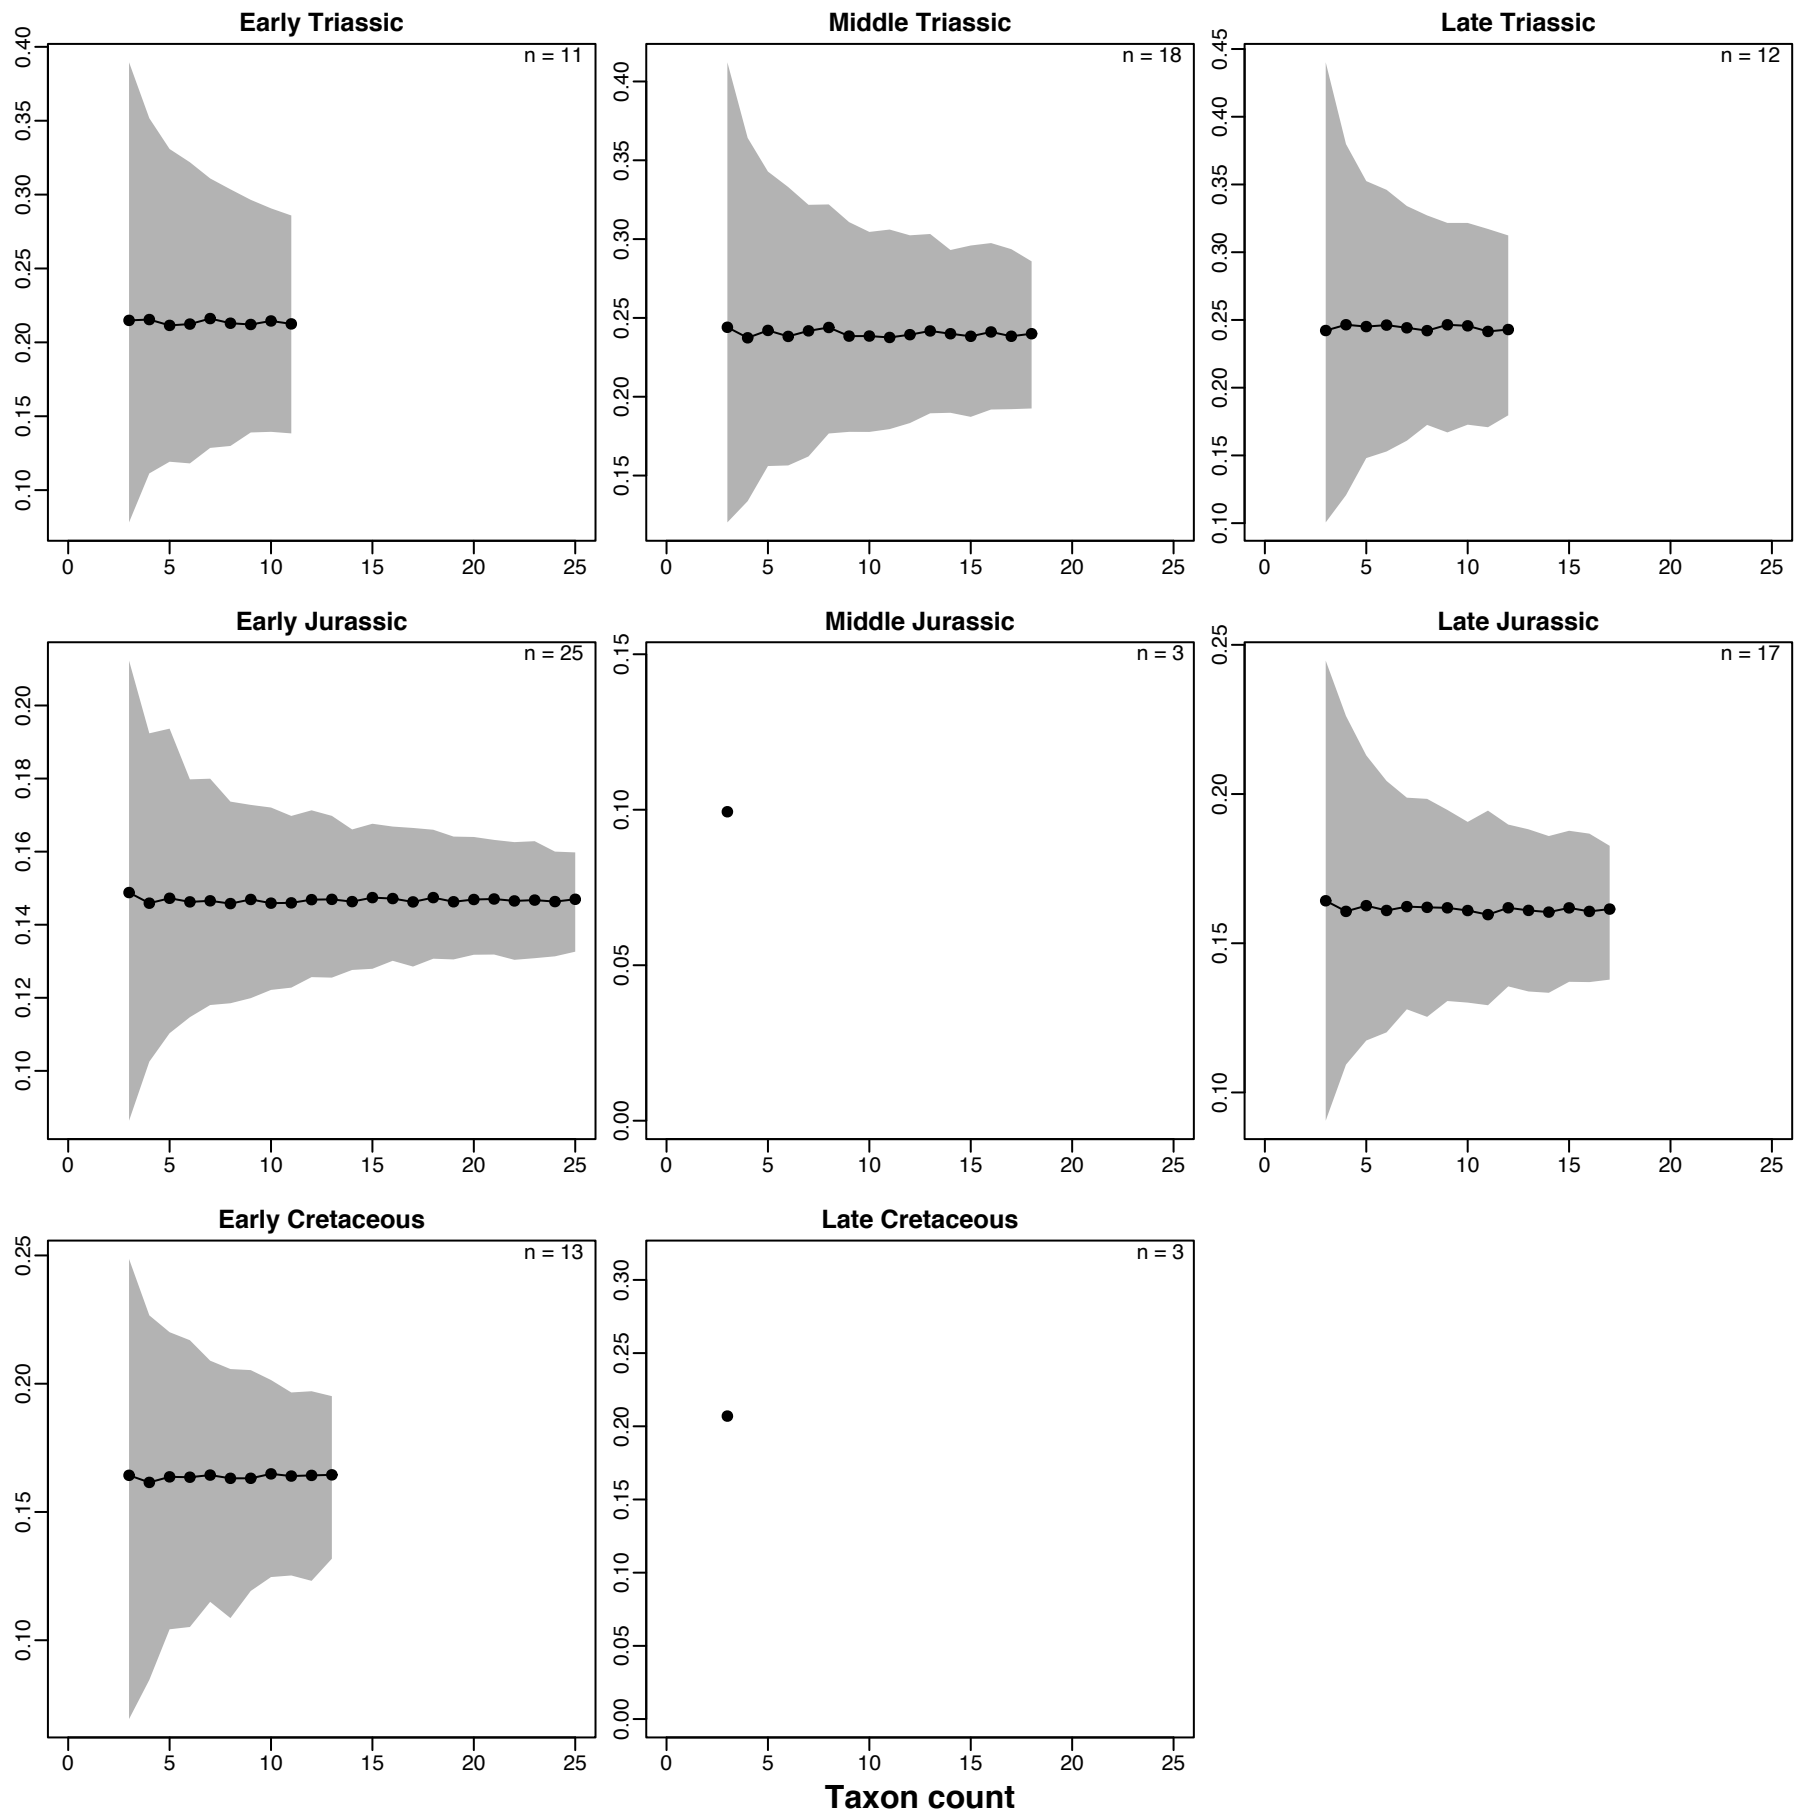 Early Triassic
n = 11
0.40
0.35
0.30
0.25
0.20
0.15
0.10
0 5 10 15 20 25
Middle Triassic
n = 18
0.40
0.35
0.30
0.25
0.20
0.15
0 5 10 15 20 25
Late Triassic
n = 12
0.45
0.40
0.35
0.30
0.25
0.20
0.15
0.10
0 5 10 15 20 25
Early Jurassic
n = 25
0.20
0.18
0.16
0.14
0.12
0.10
0 5 10 15 20 25
Middle Jurassic
n = 3
0.15
0.10
0.05
0.00
0 5 10 15 20 25
Late Jurassic
n = 17
0.25
0.20
0.15
0.10
0 5 10 15 20 25
Early Cretaceous
n = 13
0.25
0.20
0.15
0.10
0 5 10 15 20 25
Late Cretaceous
n = 3
0.30
0.25
0.20
0.15
0.10
0.05
0.00
0 5 10 15 20 25
Taxon count